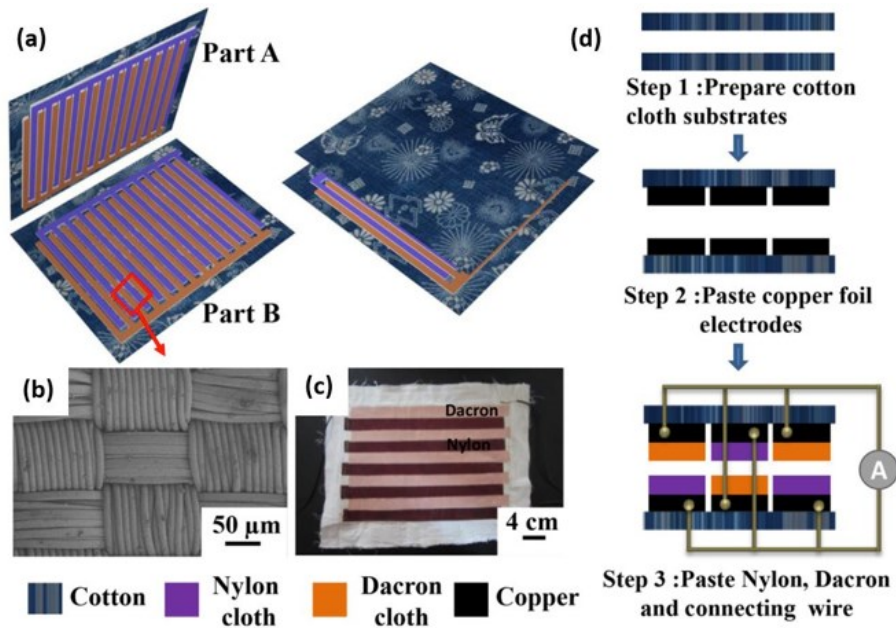 (a)
Part A
Part B
(b)
50 µm
(c)
Dacron
Nylon
4 cm
(d)
Step 1 :Prepare cotton
cloth substrates
Step 2 :Paste copper foil
electrodes
A
Step 3 :Paste Nylon, Dacron
and connecting wire
Cotton
Nylon
cloth
Dacron
cloth
Copper